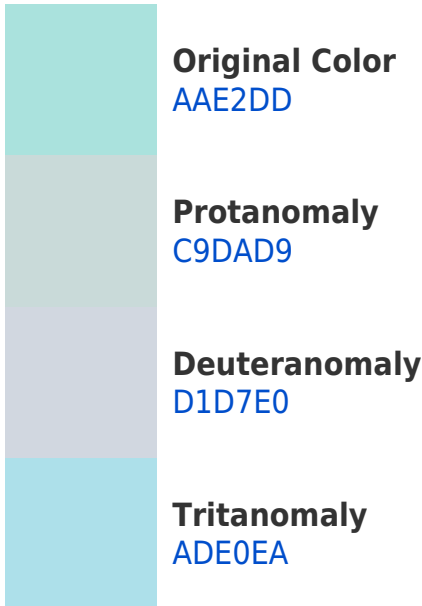 Original Color
AAE2DD
Protanomaly
C9DAD9
Deuteranomaly
D1D7E0
Tritanomaly
ADE0EA